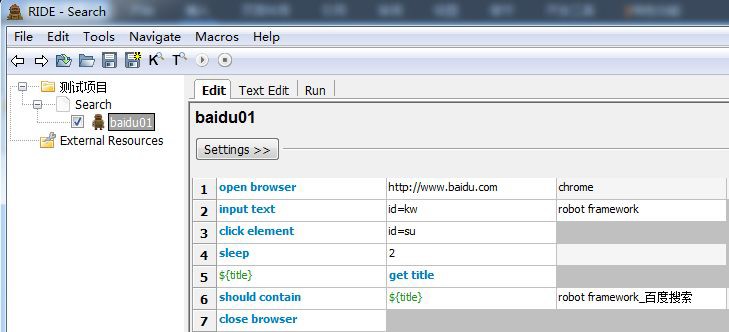 RIDE - Search
File Edit Tools Navigate Macros Help
K T
测试项目
Search
baidu01
External Resources
Edit Text Edit Run
baidu01
Settings >>
1 open browser http://www.baidu.com chrome
2 input text id=kw robot framework
3 click element id=su
4 sleep 2
5 ${title} get title
6 should contain ${title} robot framework_百度搜索
7 close browser